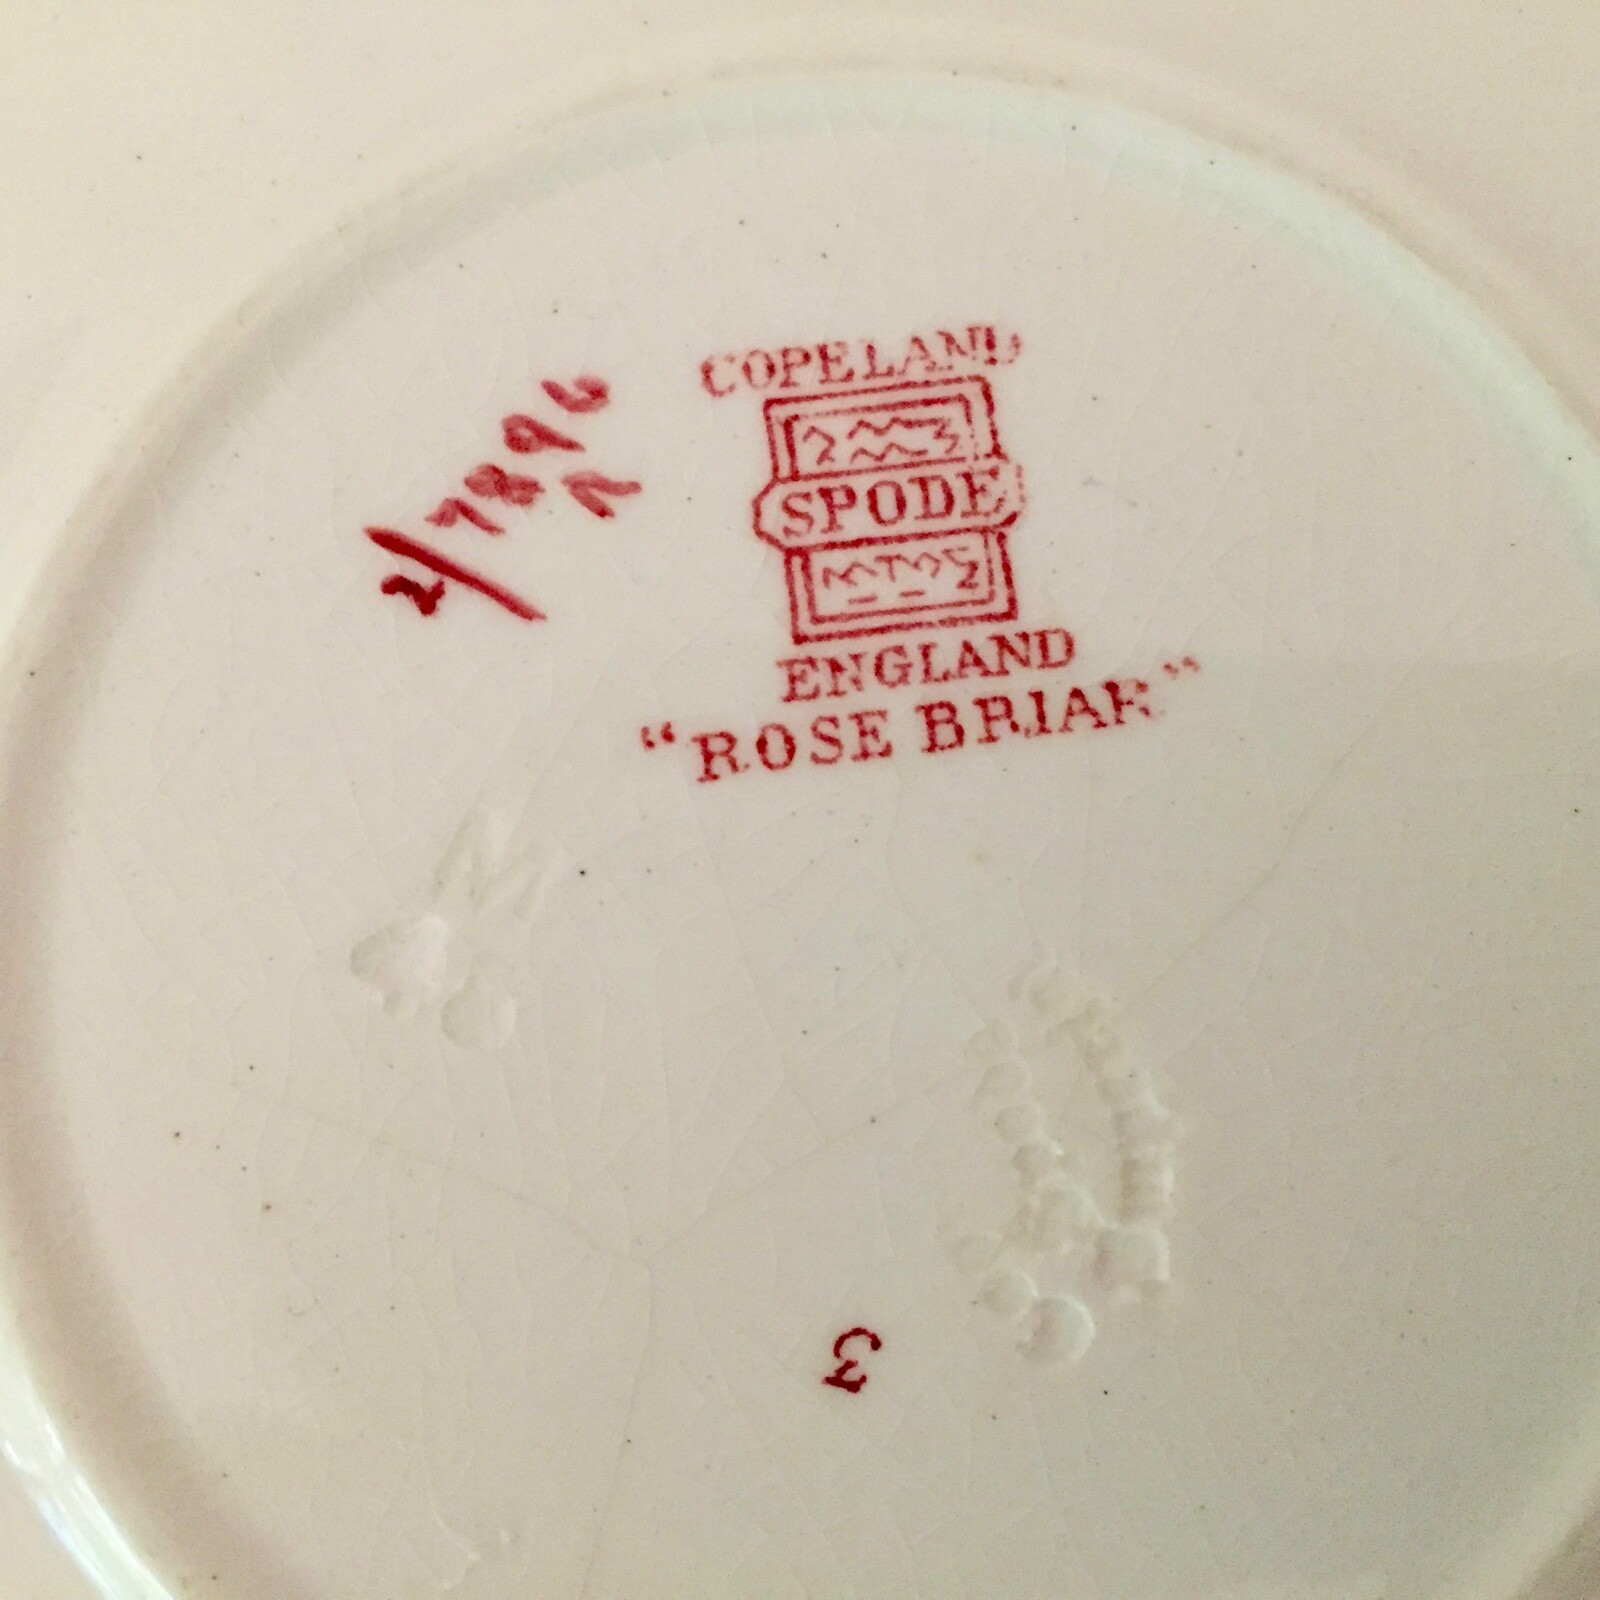 COPELAND
SPODE
ENGLAND
"ROSE BRIAR"
2/7896
3